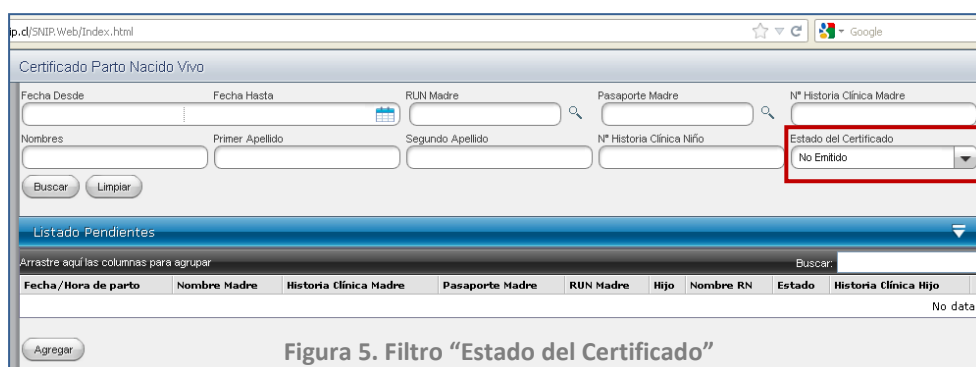 ip.cl/SNIP.Web/Index.html Google
Certificado Parto Nacido Vivo
Fecha Desde Fecha Hasta RUN Madre Pasaporte Madre N° Historia Clínica Madre
Nombres Primer Apellido Segundo Apellido N° Historia Clínica Niño Estado del Certificado
No Emitido
Buscar Limpiar
Listado Pendientes
Arrastre aquí las columnas para agrupar Buscar:
Fecha/Hora de parto Nombre Madre Historia Clínica Madre Pasaporte Madre RUN Madre Hijo Nombre RN Estado Historia Clínica Hijo
No data
Agregar
Figura 5. Filtro “Estado del Certificado”